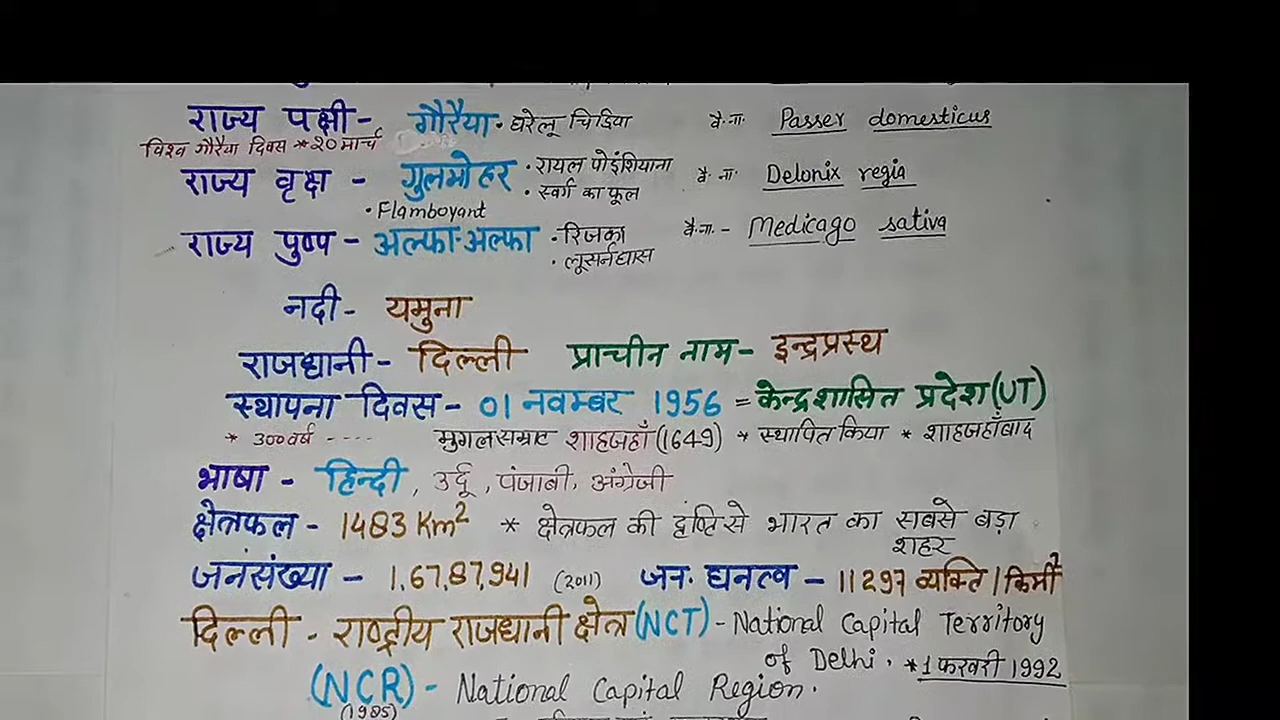 राज्य पक्षी- गौरैया • घरेलू चिडिया वै.ना. Passer domesticus
विश्व गौरैया दिवस * 20 मार्च
राज्य वृक्ष - गुलमोहर • रायल पोइंशियाना वै. ना. Delonix regia
• स्वर्ग का फूल
• Flamboyant
राज्य पुष्प - अल्फा-अल्फा • रिजका वै.ना. - Medicago sativa
• लूसर्न घास
नदी - यमुना
राजधानी - दिल्ली प्राचीन नाम - इन्द्रप्रस्थ
स्थापना दिवस - 01 नवम्बर 1956 = केन्द्रशासित प्रदेश (UT)
* 300 वर्ष ---- मुगल सम्राट शाहजहाँ (1649) * स्थापित किया * शाहजहाँबाद
भाषा - हिन्दी, उर्दू, पंजाबी, अंग्रेजी
क्षेत्रफल - 1483 Km² * क्षेत्रफल की दृष्टि से भारत का सबसे बड़ा
शहर
जनसंख्या - 1,67,87,941 (2011) जन. घनत्व - 11297 व्यक्ति / किमी²
दिल्ली - राष्ट्रीय राजधानी क्षेत्र (NCT) - National Capital Territory
of Delhi. * 1 फरवरी 1992
(NCR) - National Capital Region.
(1985)